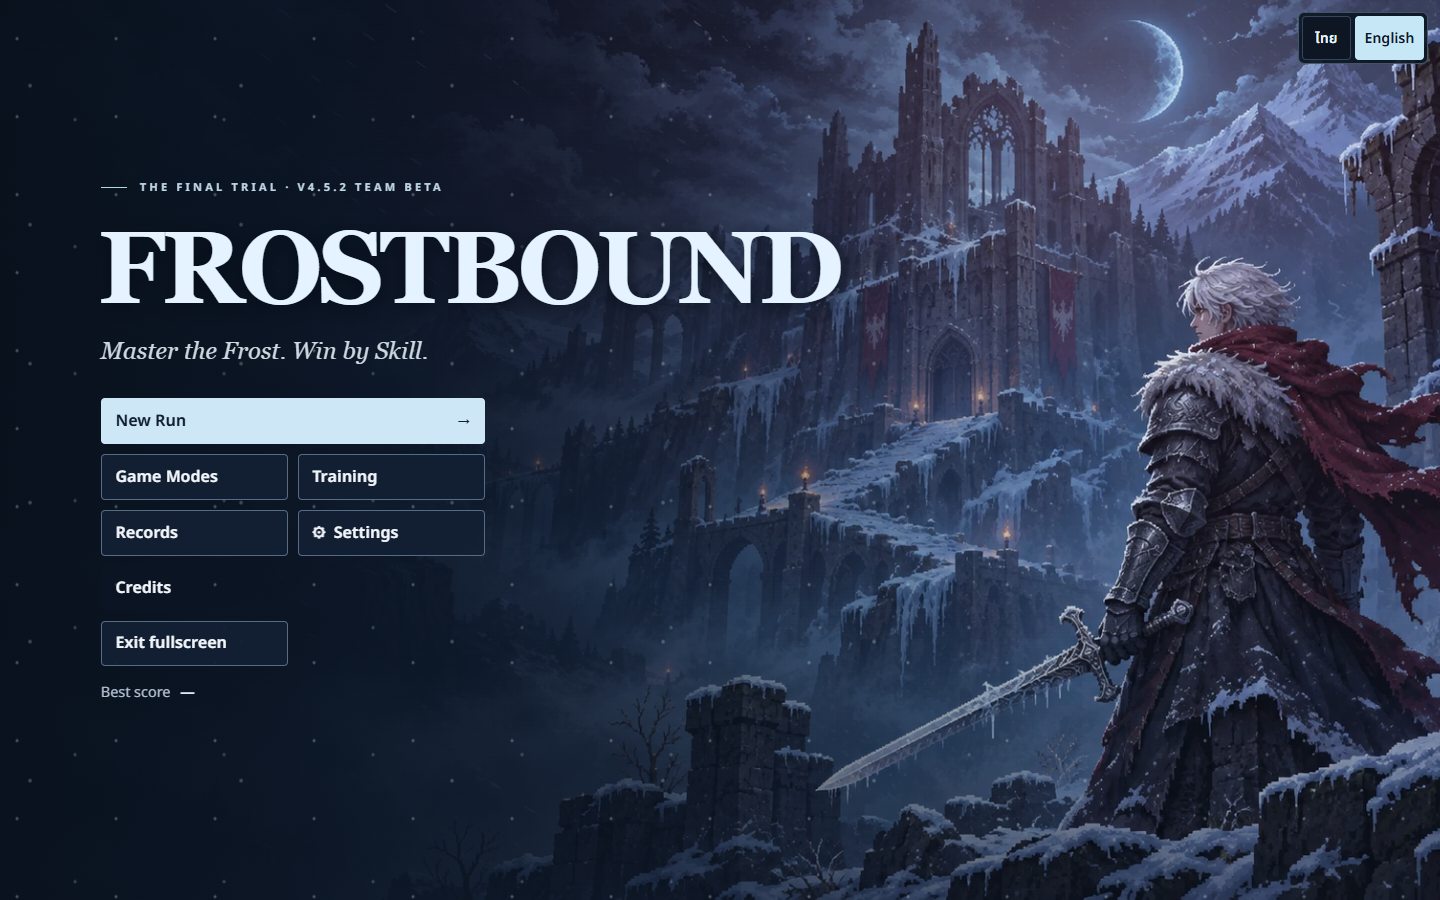 ไทย English
THE FINAL TRIAL · V4.5.2 TEAM BETA
FROSTBOUND
Master the Frost. Win by Skill.
New Run →
Game Modes Training
Records ⚙ Settings
Credits
Exit fullscreen
Best score —